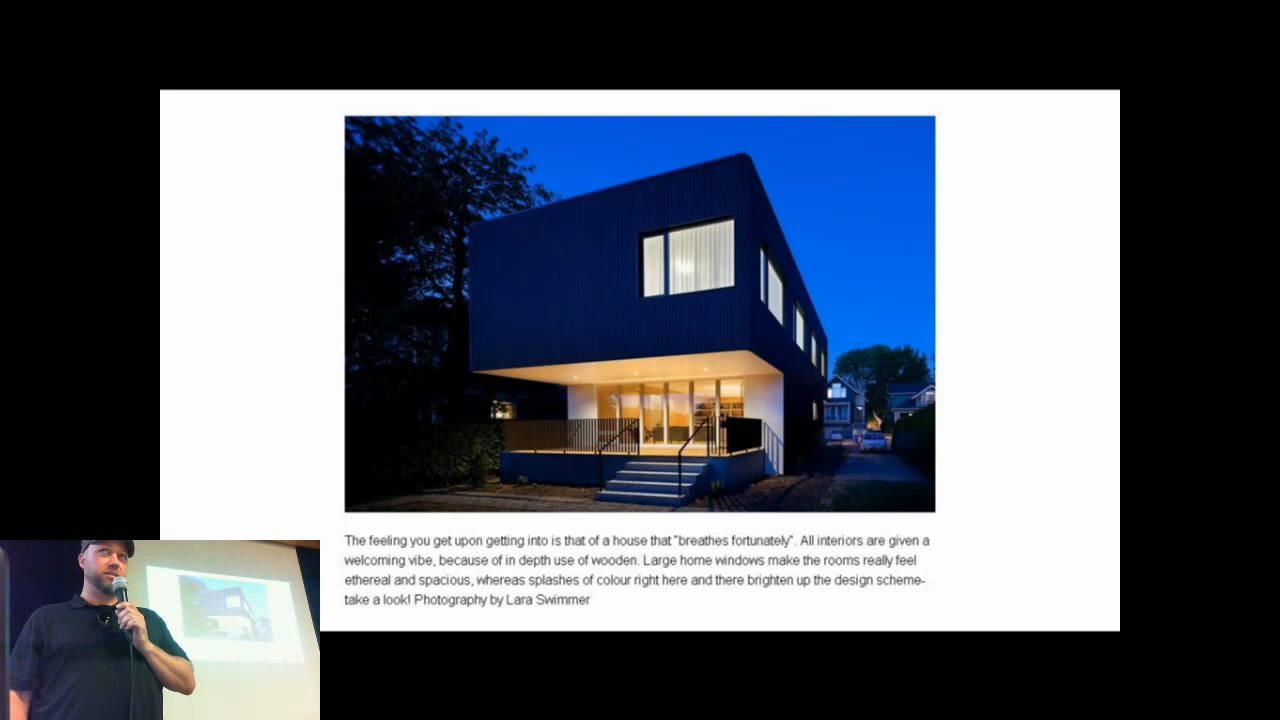 The feeling you get upon getting into is that of a house that "breathes fortunately". All interiors are given a
welcoming vibe, because of in depth use of wooden. Large home windows make the rooms really feel
ethereal and spacious, whereas splashes of colour right here and there brighten up the design scheme-
take a look! Photography by Lara Swimmer